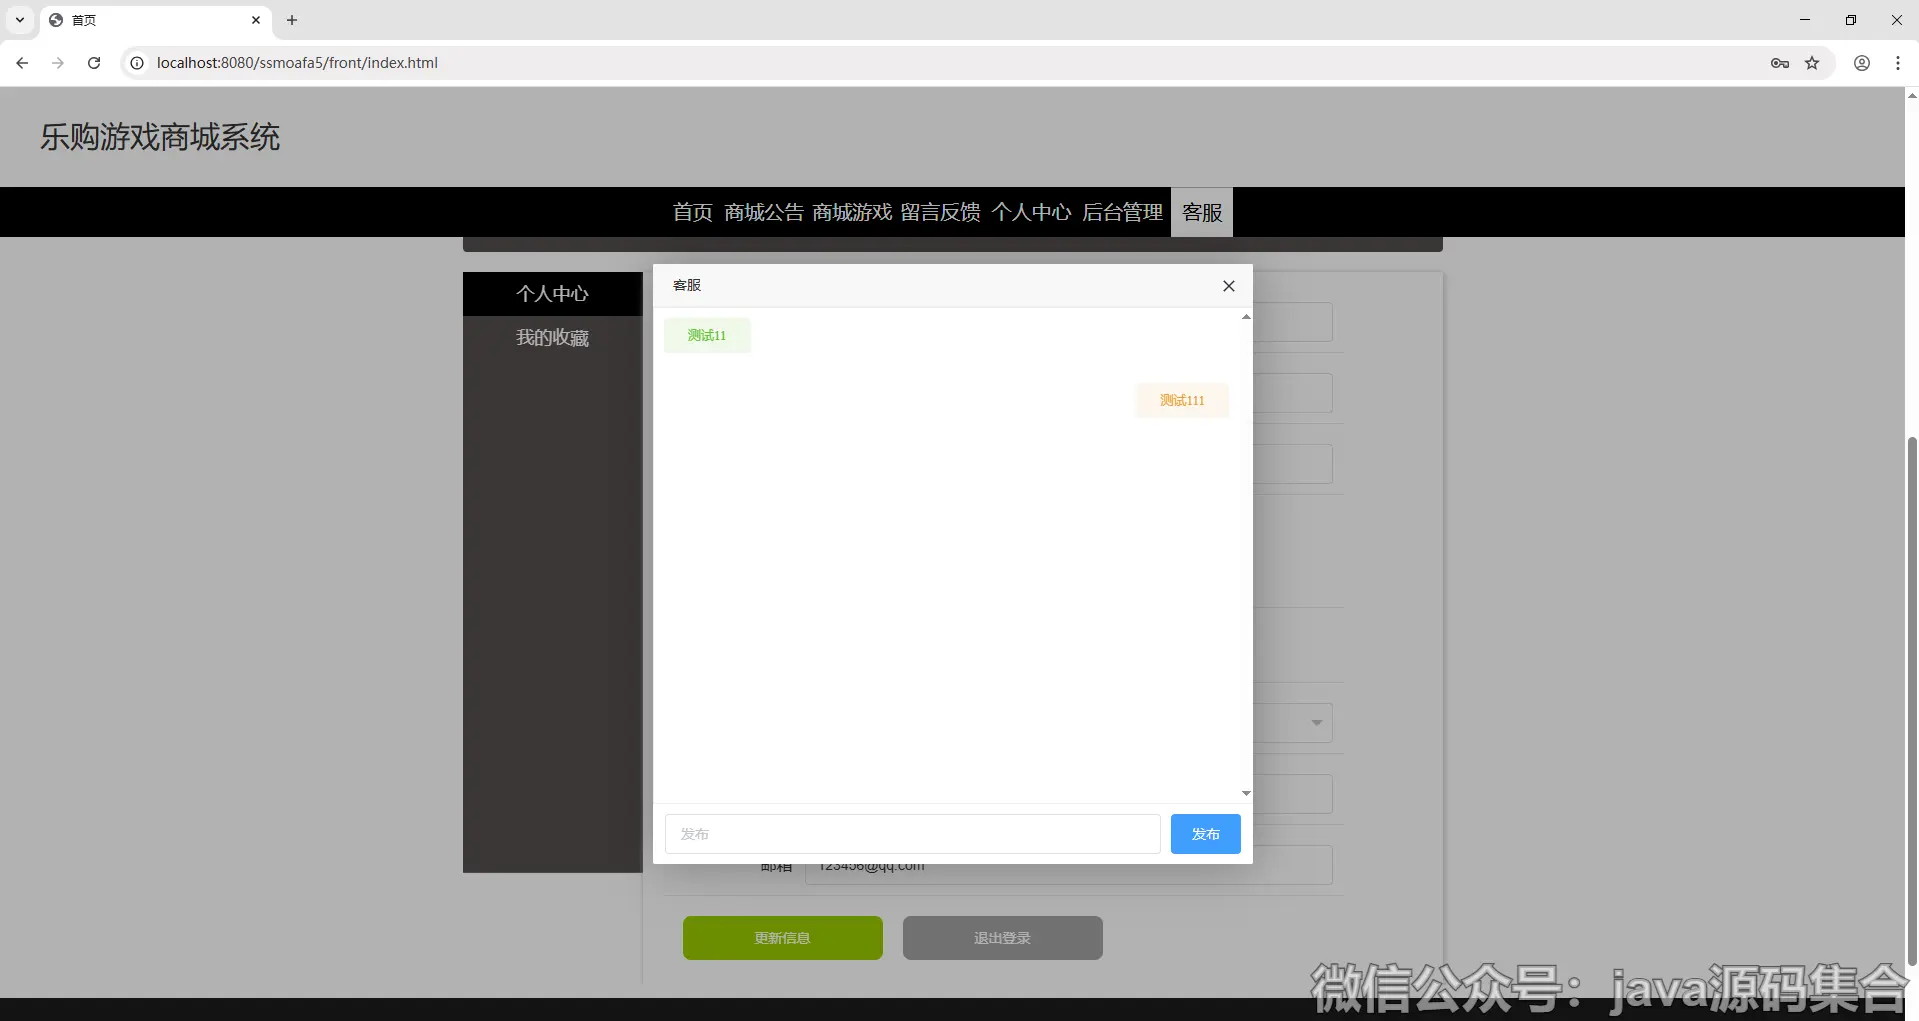 首页
localhost:8080/ssmoafa5/front/index.html
乐购游戏商城系统
首页 商城公告 商城游戏 留言反馈 个人中心 后台管理 客服
个人中心
我的收藏
客服
测试11
测试111
发布
发布
邮箱 123456@qq.com
更新信息 退出登录
微信公众号：java源码集合